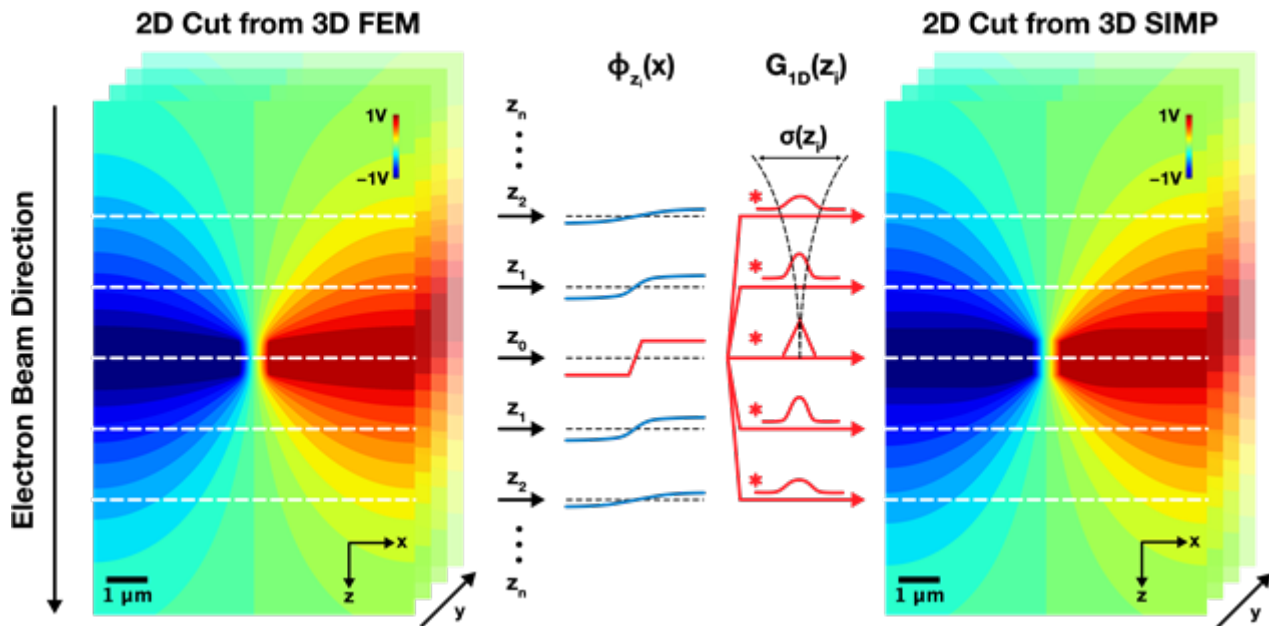 2D Cut from 3D FEM
2D Cut from 3D SIMP
ϕzᵢ(x)
G1D(zᵢ)
Electron Beam Direction
1V
−1V
1 μm
x
z
y
zn
z2
z1
z0
z1
z2
zn
σ(zᵢ)
*
*
*
*
*
1V
−1V
1 μm
x
z
y